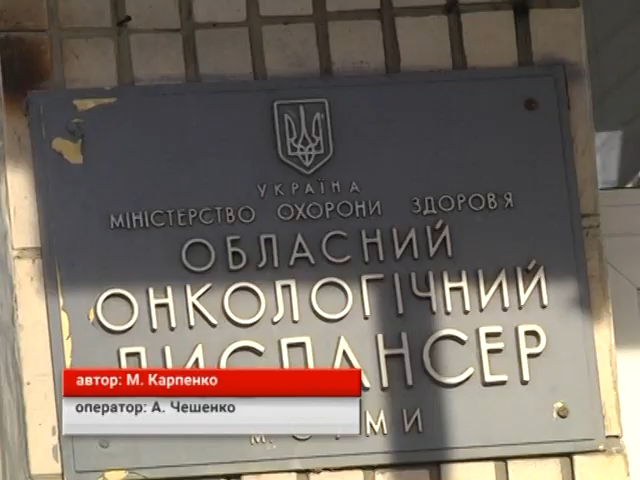 УКРАЇНА
МІНІСТЕРСТВО ОХОРОНИ ЗДОРОВ'Я
ОБЛАСНИЙ
ОНКОЛОГІЧНИЙ
ДИСПАНСЕР
автор: М. Карпенко
оператор: А. Чешенко